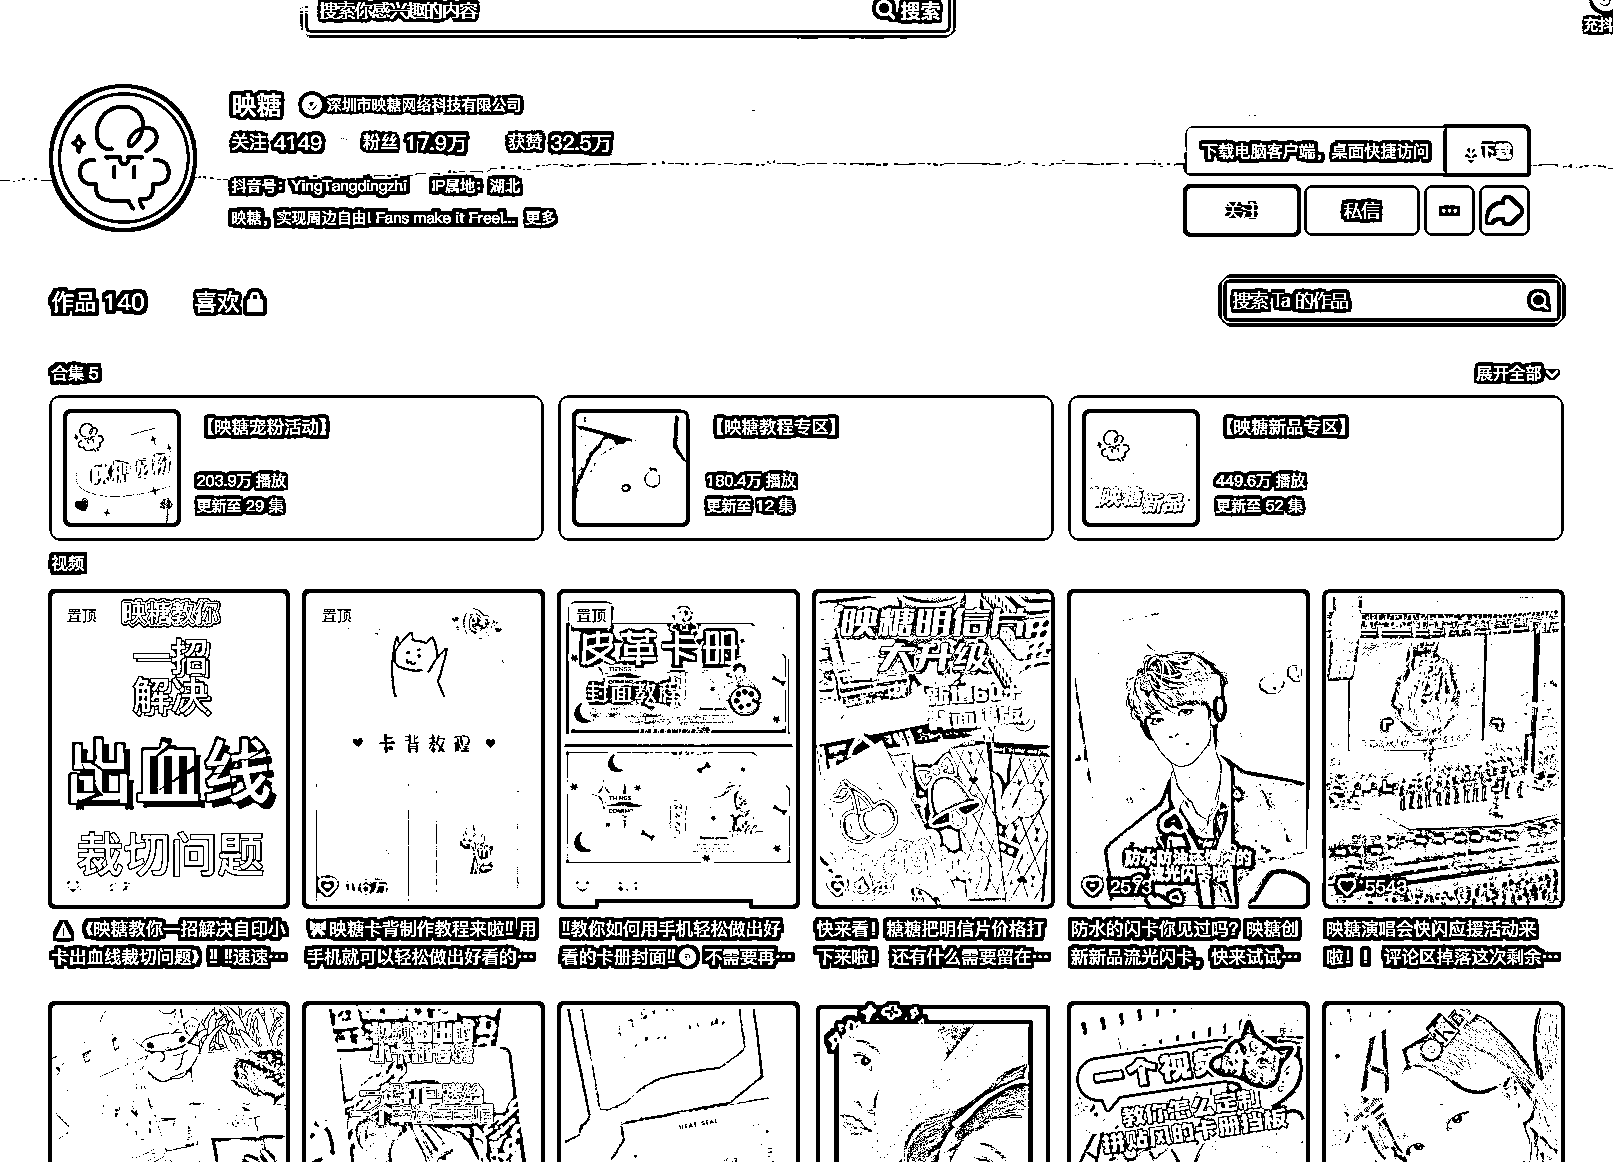 搜索你感兴趣的内容
搜索
充抖
映糖
深圳市映糖网络科技有限公司
关注 4149 粉丝 17.9万 获赞 32.5万
抖音号：YingTangdingzhi IP属地：湖北
映糖，实现周边自由! Fans make it Free!... 更多
下载电脑客户端，桌面快捷访问
下载
关注
私信
作品 140
喜欢
搜索 Ta 的作品
合集 5
展开全部
【映糖宠粉活动】
203.9万 播放
更新至 29 集
【映糖教程专区】
180.4万 播放
更新至 12 集
【映糖新品专区】
449.6万 播放
更新至 52 集
映糖新品
视频
置顶
映糖教你
一招
解决
出血线
裁切问题
置顶
卡背教程
置顶
皮革卡册
封面教程
映糖明信片
大升级
2573
5543
《映糖教你一招解决自印小
卡出血线裁切问题》!! !!速速…
映糖卡背制作教程来啦!! 用
手机就可以轻松做出好看的…
!!教你如何用手机轻松做出好
看的卡册封面!! 不需要再…
快来看！糖糖把明信片价格打
下来啦！ 还有什么需要留在…
防水的闪卡你见过吗？映糖创
新新品流光闪卡，快来试试…
映糖演唱会快闪应援活动来
啦！！ 评论区掉落这次剩余…
一个视频
教你怎么定制
拼贴风的卡册挡板